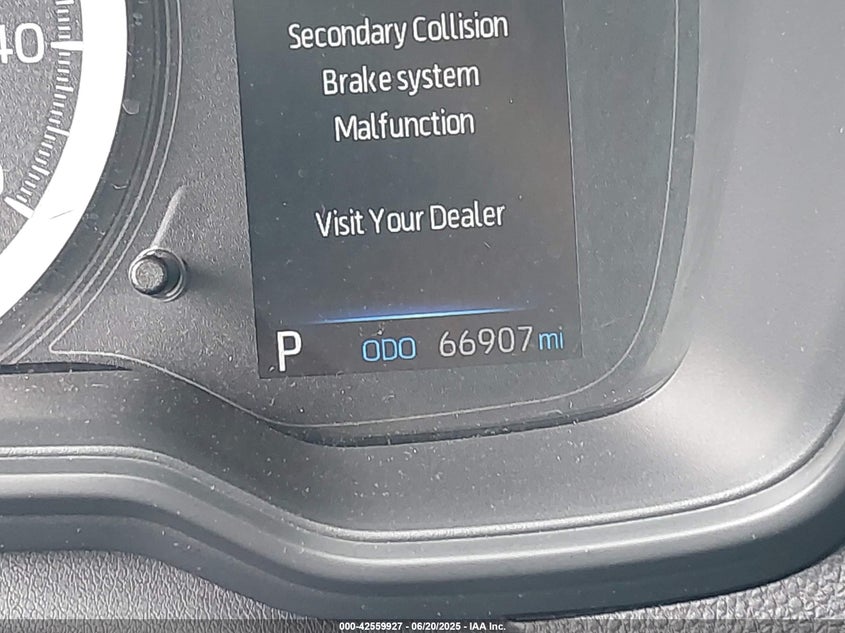 40
Secondary Collision
Brake system
Malfunction
Visit Your Dealer
P ODO 66907 mi
000-42559927 - 06/20/2025 - IAA Inc.